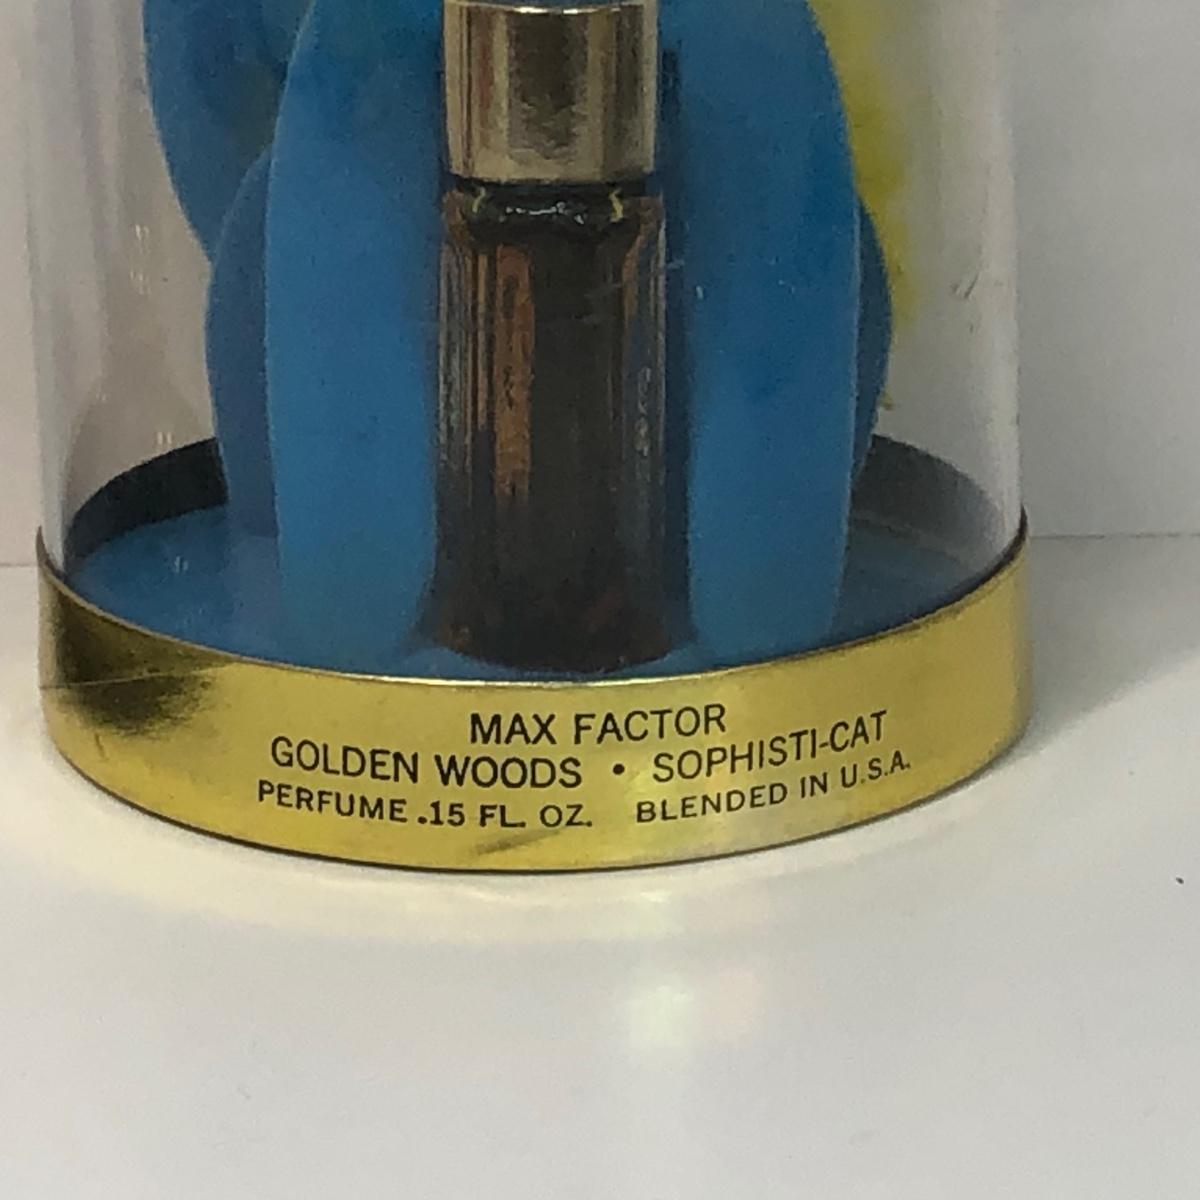 MAX FACTOR
GOLDEN WOODS • SOPHISTI-CAT
PERFUME .15 FL. OZ. BLENDED IN U.S.A.